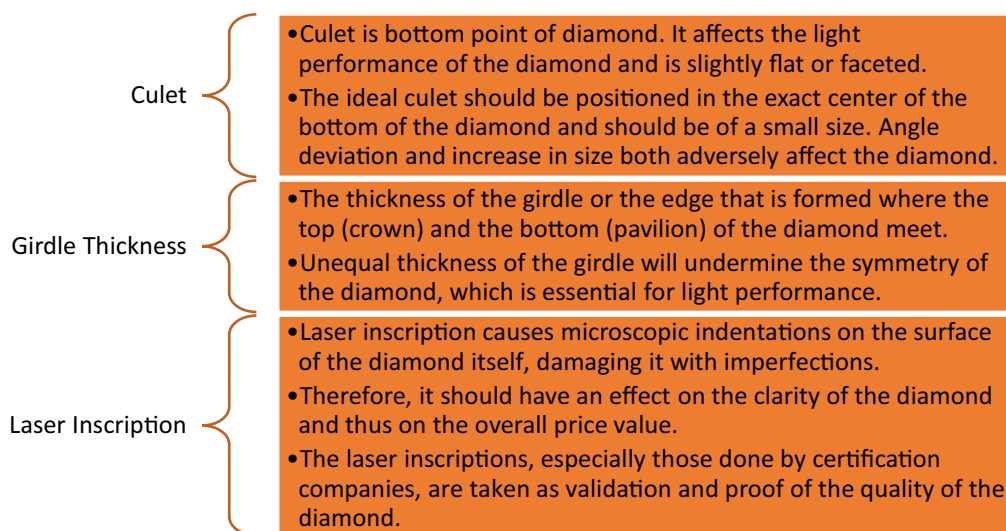 Culet
•Culet is bottom point of diamond. It affects the light
performance of the diamond and is slightly flat or faceted.
•The ideal culet should be positioned in the exact center of the
bottom of the diamond and should be of a small size. Angle
deviation and increase in size both adversely affect the diamond.
Girdle Thickness
•The thickness of the girdle or the edge that is formed where the
top (crown) and the bottom (pavilion) of the diamond meet.
•Unequal thickness of the girdle will undermine the symmetry of
the diamond, which is essential for light performance.
Laser Inscription
•Laser inscription causes microscopic indentations on the surface
of the diamond itself, damaging it with imperfections.
•Therefore, it should have an effect on the clarity of the diamond
and thus on the overall price value.
•The laser inscriptions, especially those done by certification
companies, are taken as validation and proof of the quality of the
diamond.